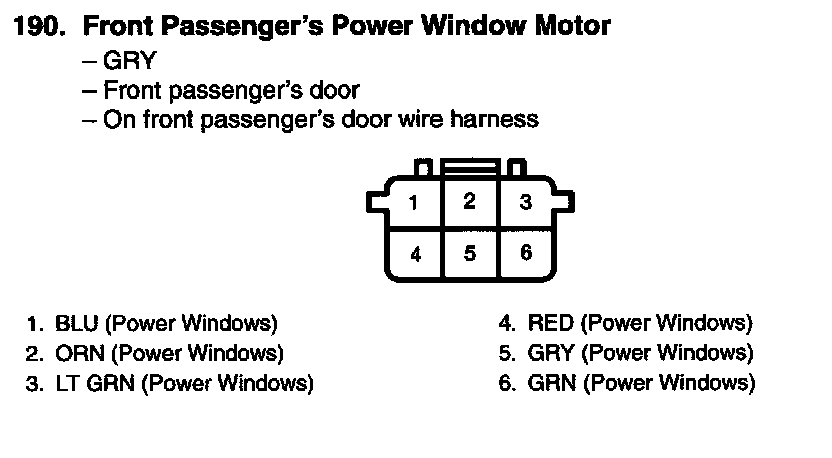 190. Front Passenger's Power Window Motor
– GRY
– Front passenger's door
– On front passenger's door wire harness
1 2 3
4 5 6
1. BLU (Power Windows)
2. ORN (Power Windows)
3. LT GRN (Power Windows)
4. RED (Power Windows)
5. GRY (Power Windows)
6. GRN (Power Windows)